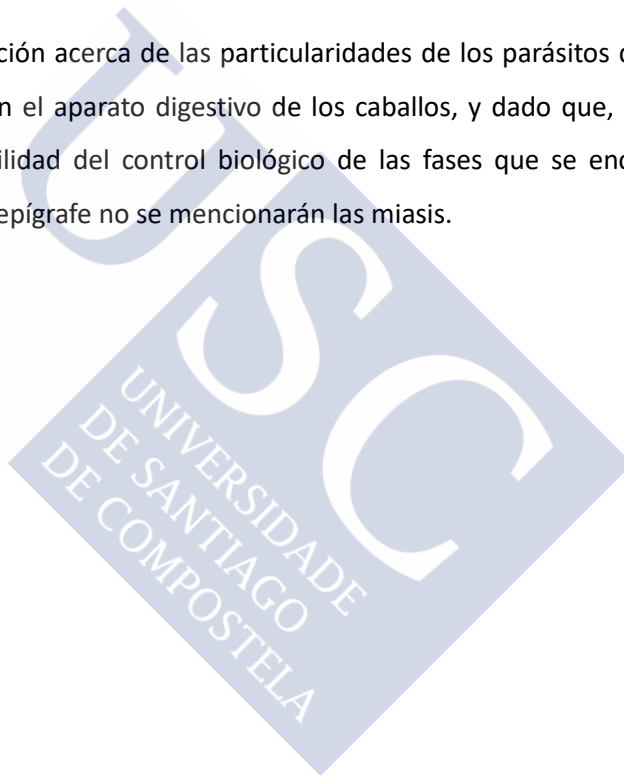 ción acerca de las particularidades de los parásitos
n el aparato digestivo de los caballos, y dado que,
ilidad del control biológico de las fases que se
epígrafe no se mencionarán las miasis.
USC
UNIVERSIDADE
DE SANTIAGO
DE COMPOSTELA